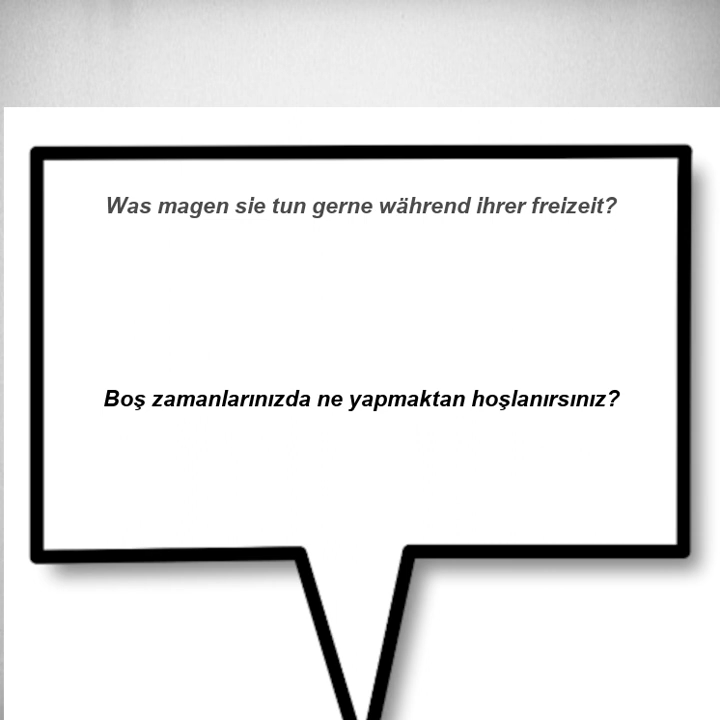 Was magen sie tun gerne während ihrer freizeit?
Boş zamanlarınızda ne yapmaktan hoşlanırsınız?